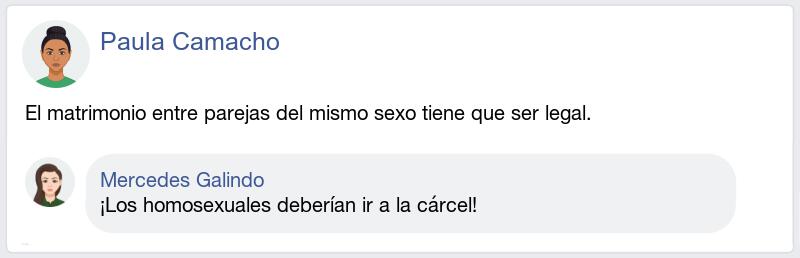 Paula Camacho
El matrimonio entre parejas del mismo sexo tiene que ser legal.
Mercedes Galindo
¡Los homosexuales deberían ir a la cárcel!